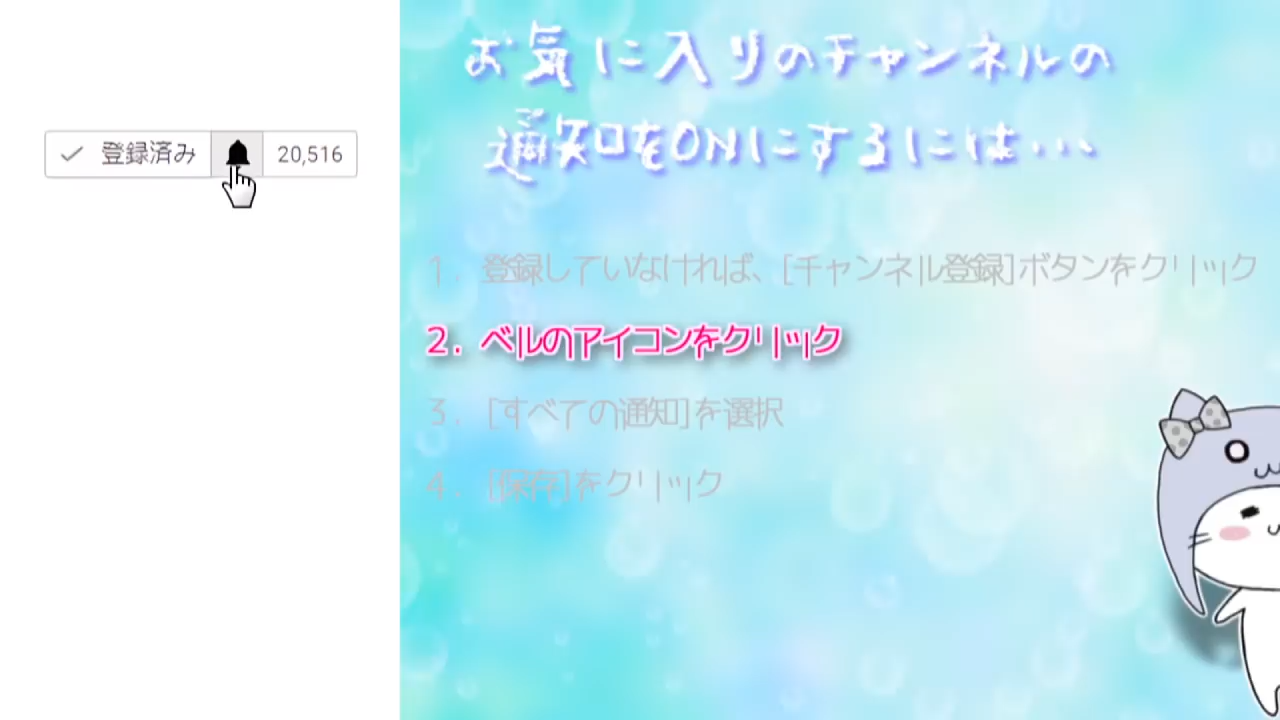 登録済み 20,516
お気に入りのチャンネルの
通知をONにするには・・・
1. 登録していなければ、[チャンネル登録]ボタンをクリック
2. ベルのアイコンをクリック
3. [すべての通知]を選択
4. [保存]をクリック